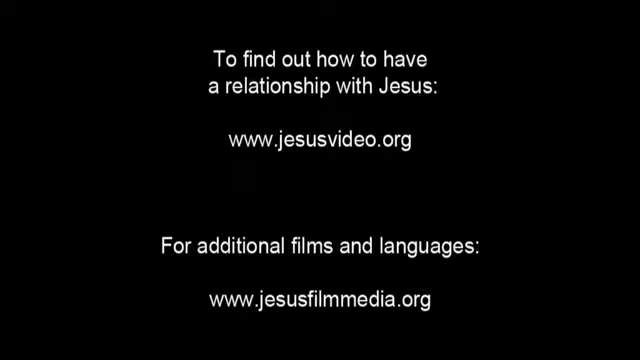 To find out how to have
a relationship with Jesus:
www.jesusvideo.org
For additional films and languages:
www.jesusfilmmedia.org